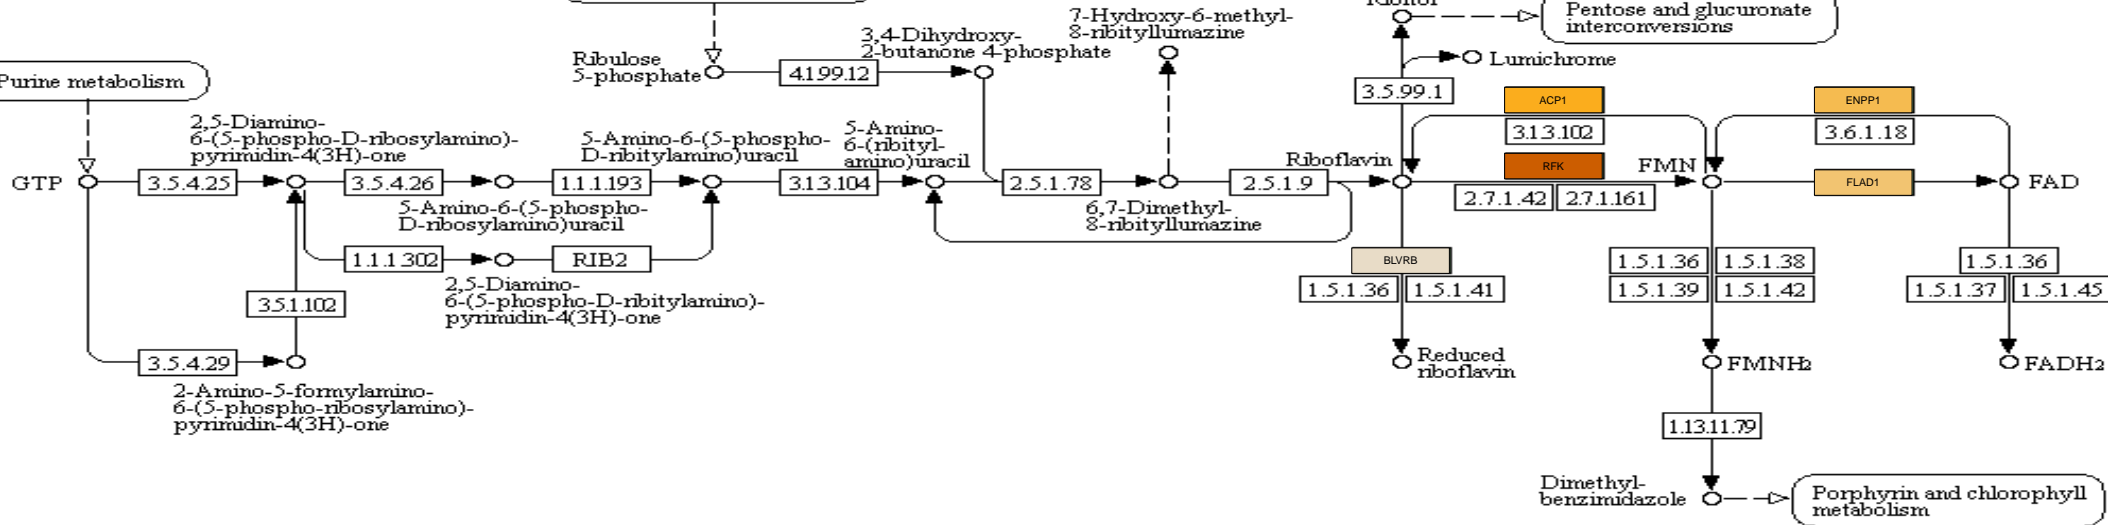 Pentose and glucuronate
interconversions
7-Hydroxy-6-methyl-
8-ribityllumazine
3,4-Dihydroxy-
2-butanone 4-phosphate
Ribulose
5-phosphate
4.1.99.12
Lumichrome
Purine metabolism
3.5.99.1
ACP1
ENPP1
2,5-Diamino-
6-(5-phospho-D-ribosylamino)-
pyrimidin-4(3H)-one
5-Amino-6-(5-phospho-
D-ribitylamino)uracil
5-Amino-
6-(ribityl-
amino)uracil
3.1.3.102
3.6.1.18
Riboflavin
RFK
FMN
GTP
3.5.4.25
3.5.4.26
1.1.1.193
3.1.3.104
2.5.1.78
2.5.1.9
FLAD1
FAD
2.7.1.42
2.7.1.161
5-Amino-6-(5-phospho-
D-ribosylamino)uracil
6,7-Dimethyl-
8-ribityllumazine
1.1.1.302
RIB2
BLVRB
1.5.1.36
1.5.1.38
1.5.1.36
1.5.1.36
1.5.1.41
1.5.1.39
1.5.1.42
1.5.1.37
1.5.1.45
2,5-Diamino-
6-(5-phospho-D-ribitylamino)-
pyrimidin-4(3H)-one
3.5.1.102
3.5.4.29
Reduced
riboflavin
FMNH2
FADH2
2-Amino-5-formylamino-
6-(5-phospho-ribosylamino)-
pyrimidin-4(3H)-one
1.13.11.79
Dimethyl-
benzimidazole
Porphyrin and chlorophyll
metabolism